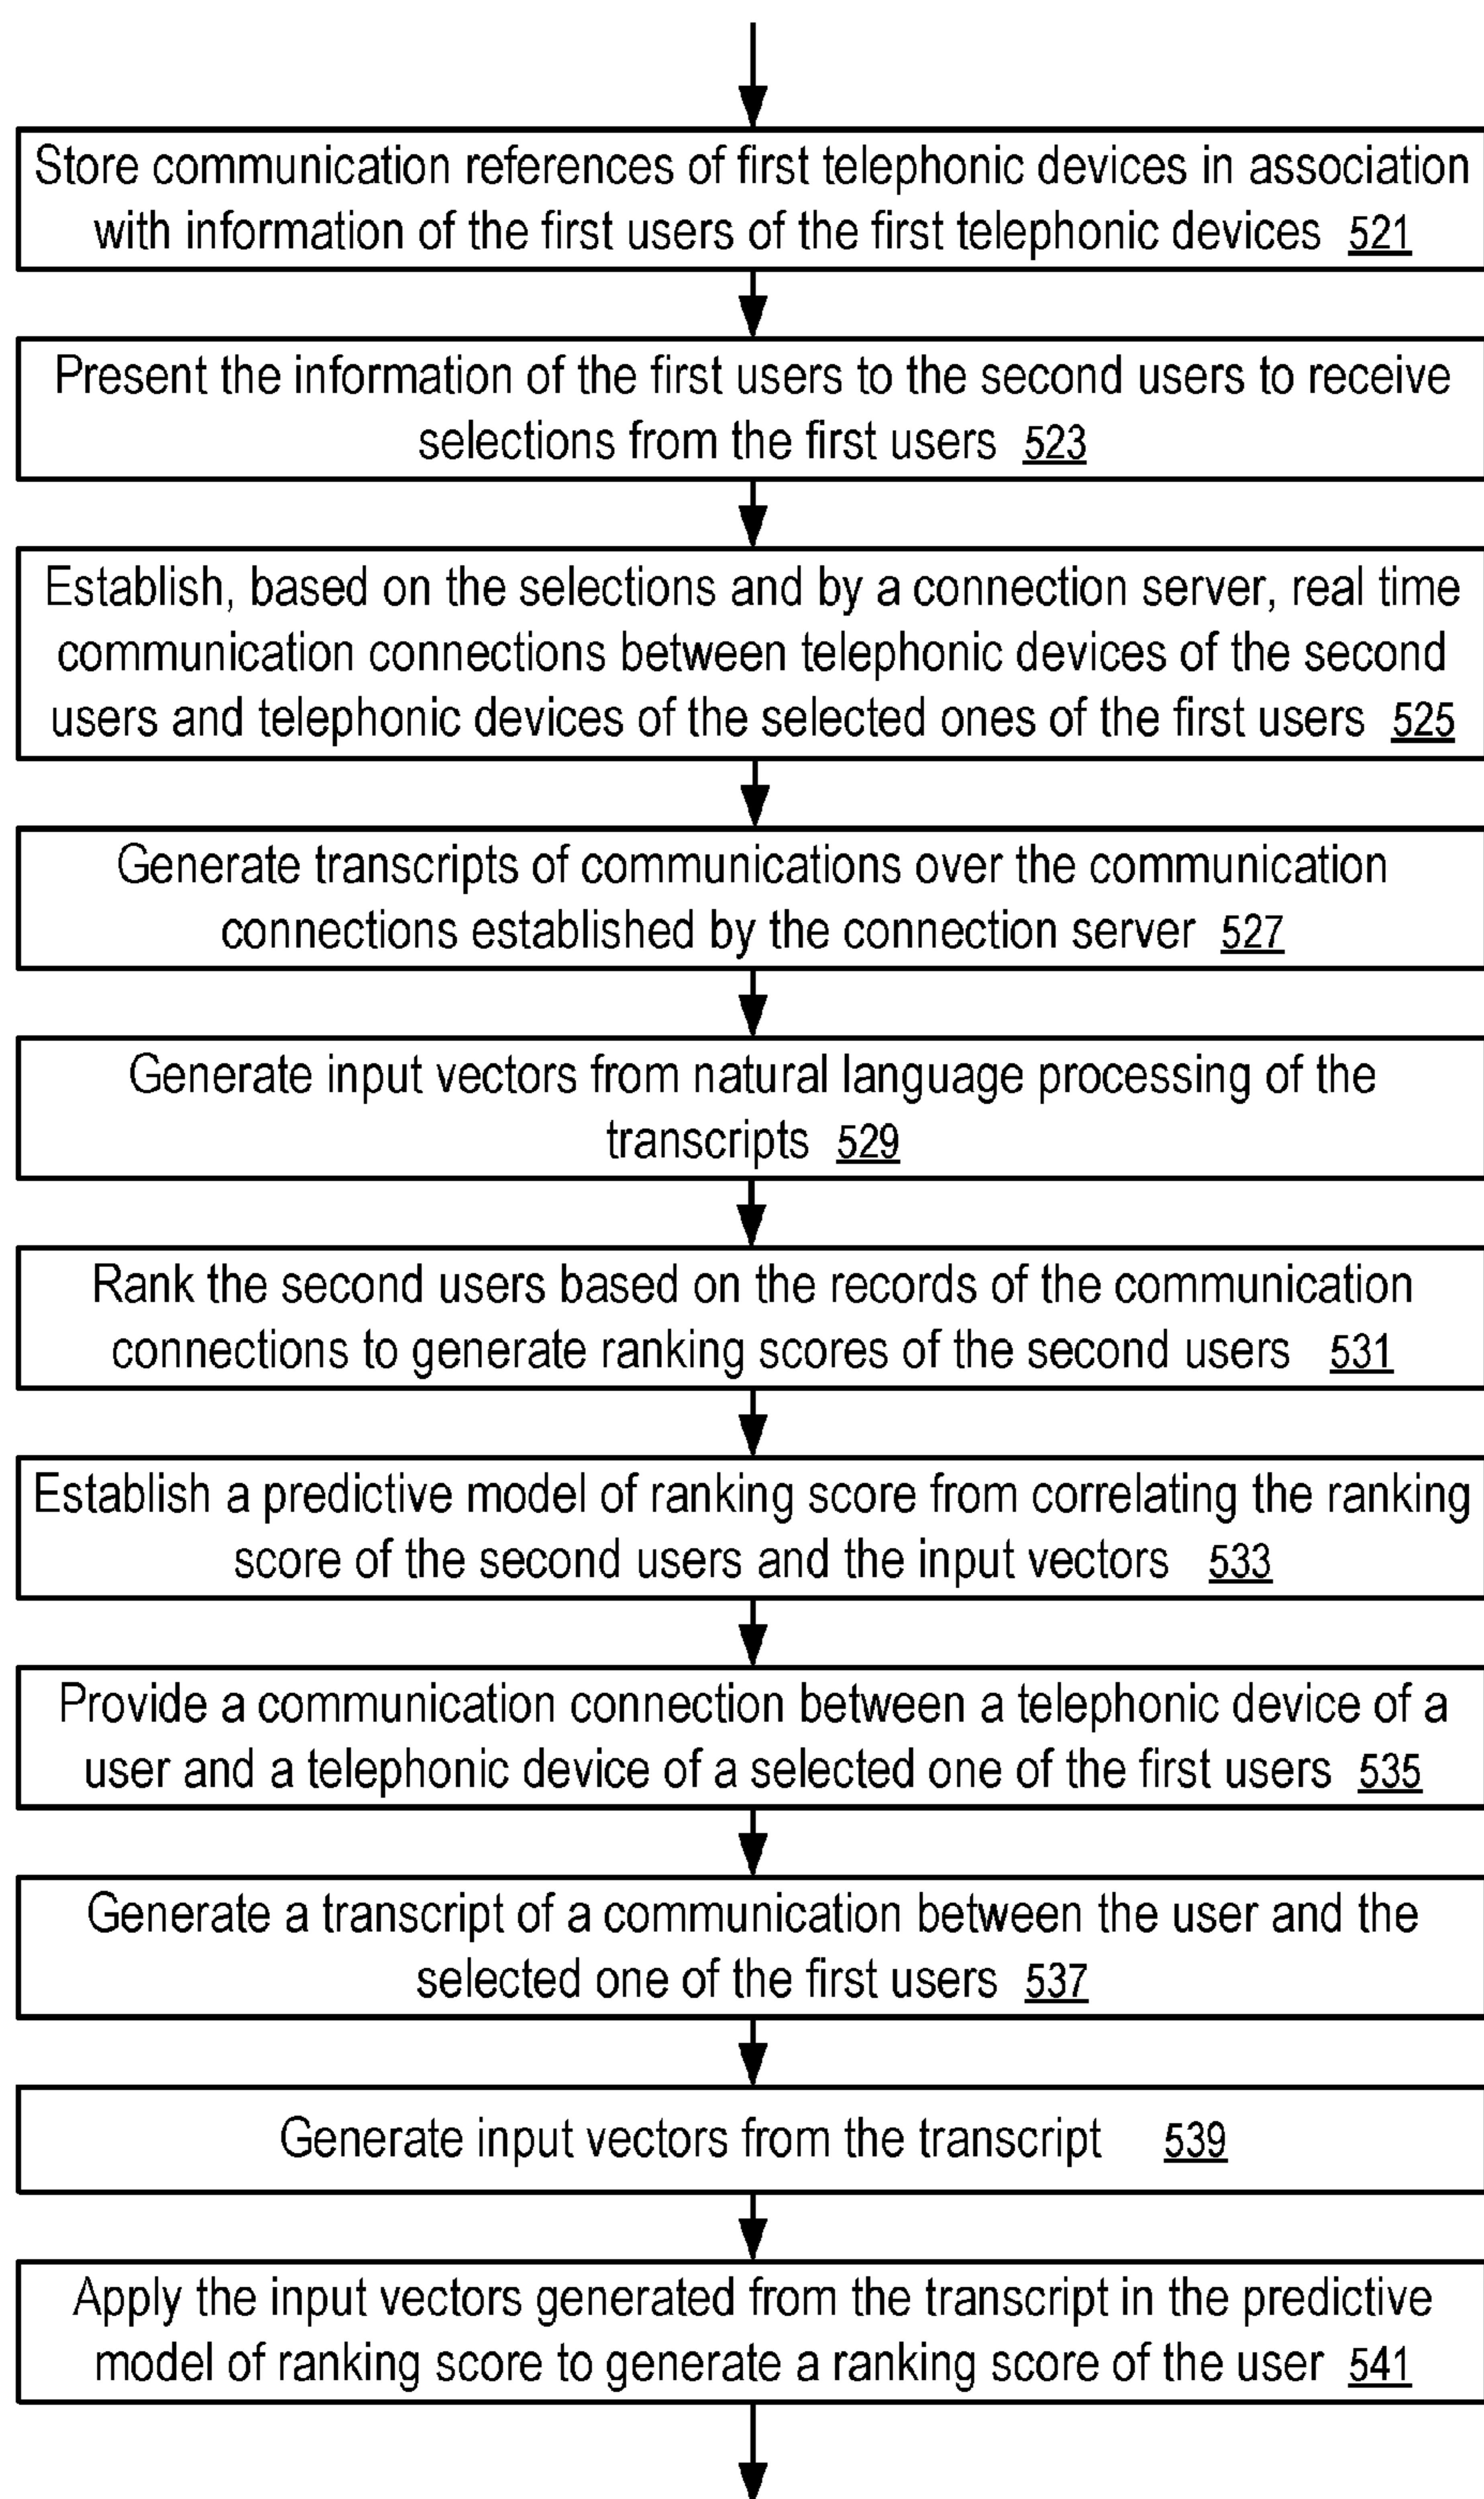 Store communication references of first telephonic devices in association
with information of the first users of the first telephonic devices 521
Present the information of the first users to the second users to receive
selections from the first users 523
Establish, based on the selections and by a connection server, real time
communication connections between telephonic devices of the second
users and telephonic devices of the selected ones of the first users 525
Generate transcripts of communications over the communication
connections established by the connection server 527
Generate input vectors from natural language processing of the
transcripts 529
Rank the second users based on the records of the communication
connections to generate ranking scores of the second users 531
Establish a predictive model of ranking score from correlating the ranking
score of the second users and the input vectors 533
Provide a communication connection between a telephonic device of a
user and a telephonic device of a selected one of the first users 535
Generate a transcript of a communication between the user and the
selected one of the first users 537
Generate input vectors from the transcript 539
Apply the input vectors generated from the transcript in the predictive
model of ranking score to generate a ranking score of the user 541